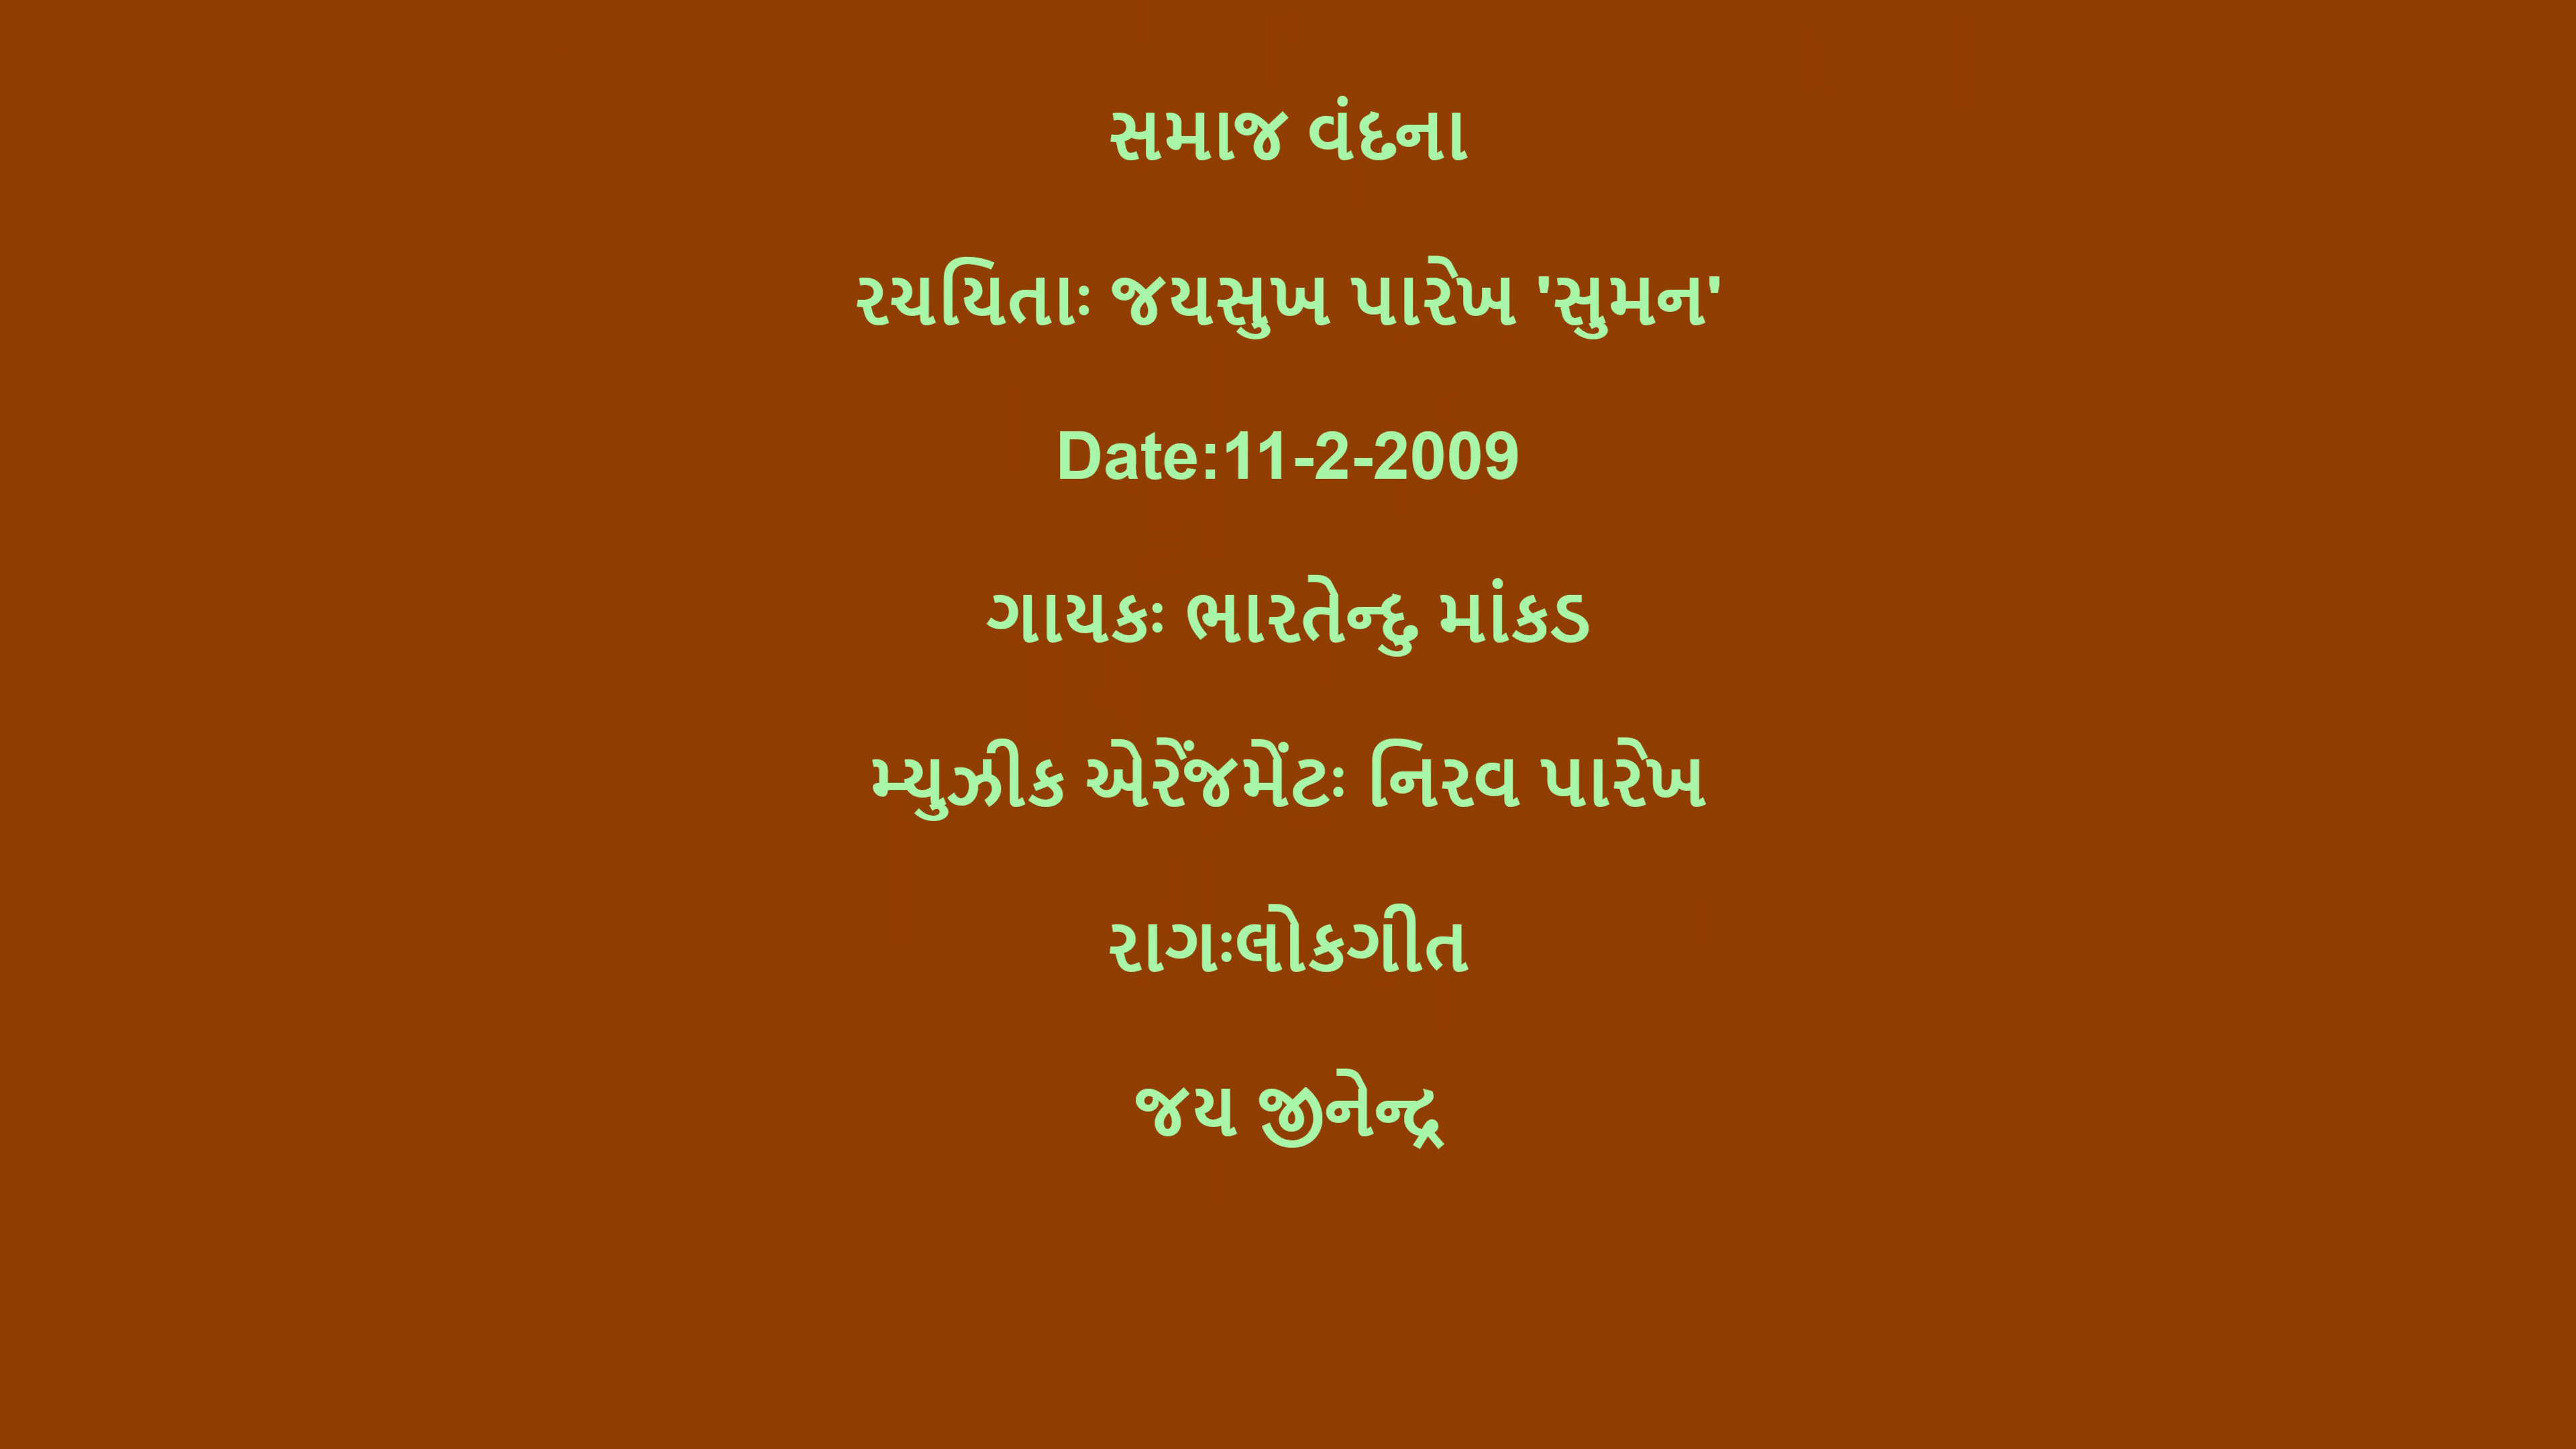 સમાજ વંદના
રચયિતાઃ જયસુખ પારેખ 'સુમન'
Date:11-2-2009
ગાયકઃ ભારતેન્દુ માંકડ
મ્યુઝીક એરેંજમેંટઃ નિરવ પારેખ
રાગઃલોકગીત
જય જીનેન્દ્ર